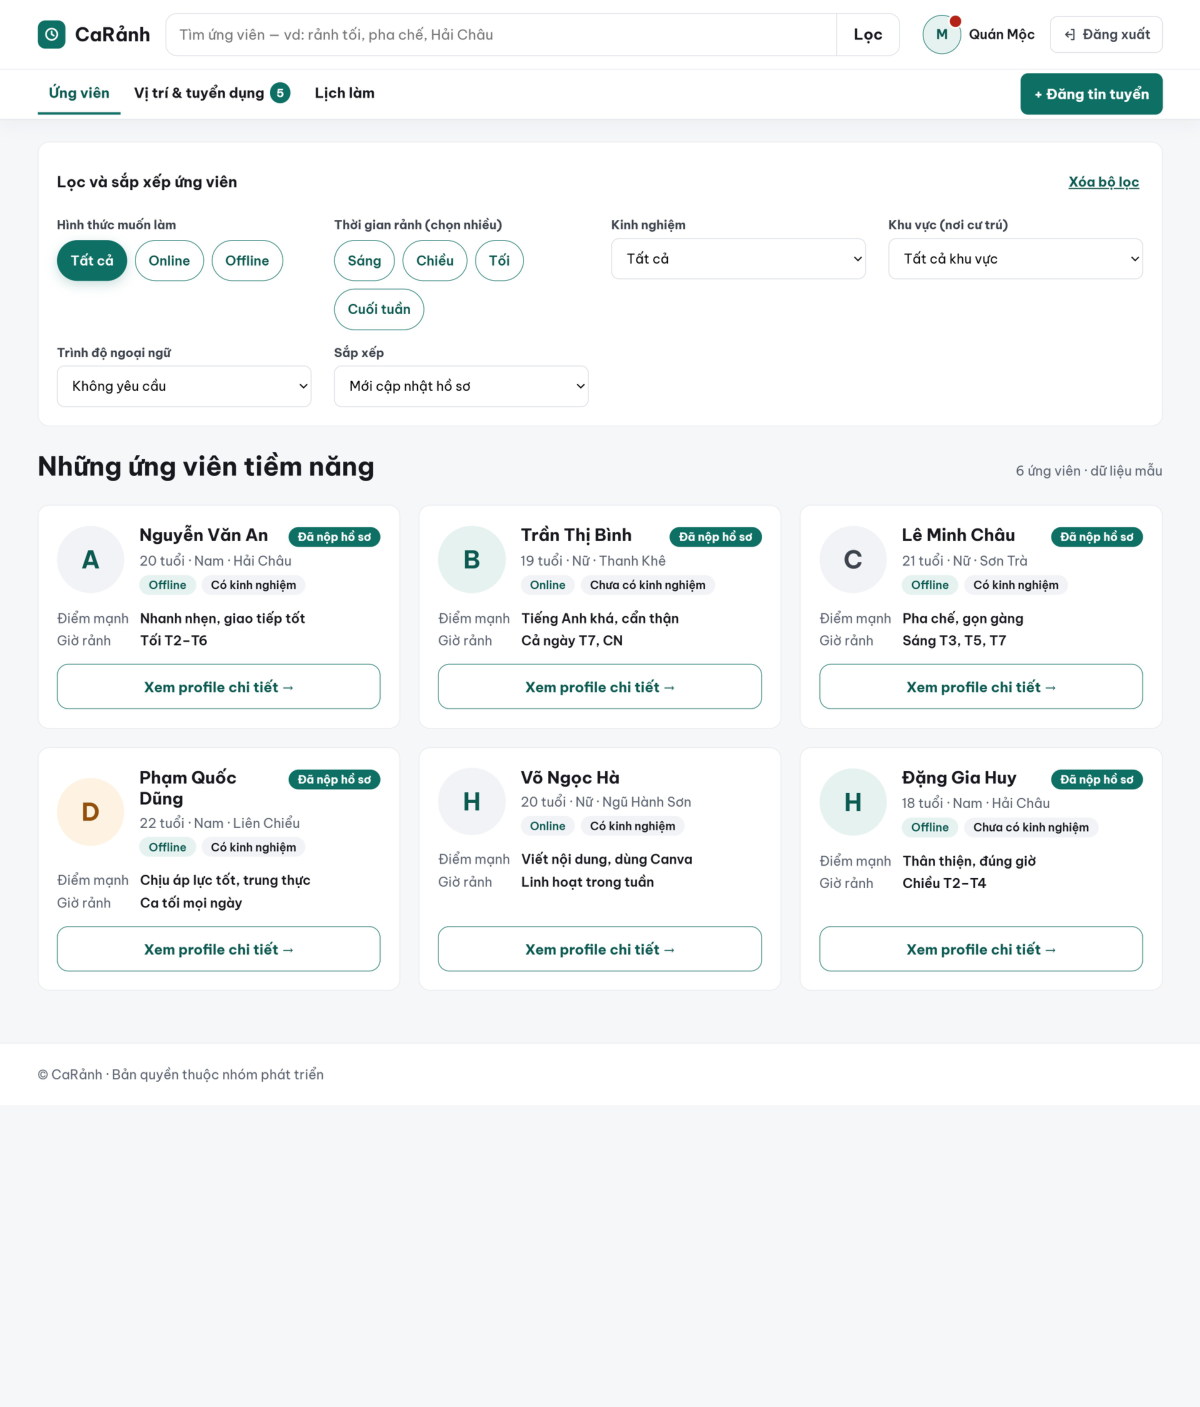 CaRảnh
Tìm ứng viên — vd: rảnh tối, pha chế, Hải Châu
Lọc
M
Quán Mộc
Đăng xuất
Ứng viên
Vị trí & tuyển dụng 5
Lịch làm
+ Đăng tin tuyển
Lọc và sắp xếp ứng viên
Xóa bộ lọc
Hình thức muốn làm
Tất cả
Online
Offline
Thời gian rảnh (chọn nhiều)
Sáng
Chiều
Tối
Cuối tuần
Kinh nghiệm
Tất cả
Khu vực (nơi cư trú)
Tất cả khu vực
Trình độ ngoại ngữ
Không yêu cầu
Sắp xếp
Mới cập nhật hồ sơ
Những ứng viên tiềm năng
6 ứng viên · dữ liệu mẫu
A
Nguyễn Văn An
Đã nộp hồ sơ
20 tuổi · Nam · Hải Châu
Offline
Có kinh nghiệm
Điểm mạnh Nhanh nhẹn, giao tiếp tốt
Giờ rảnh Tối T2–T6
Xem profile chi tiết →
B
Trần Thị Bình
Đã nộp hồ sơ
19 tuổi · Nữ · Thanh Khê
Online
Chưa có kinh nghiệm
Điểm mạnh Tiếng Anh khá, cẩn thận
Giờ rảnh Cả ngày T7, CN
Xem profile chi tiết →
C
Lê Minh Châu
Đã nộp hồ sơ
21 tuổi · Nữ · Sơn Trà
Offline
Có kinh nghiệm
Điểm mạnh Pha chế, gọn gàng
Giờ rảnh Sáng T3, T5, T7
Xem profile chi tiết →
D
Phạm Quốc
Dũng
Đã nộp hồ sơ
22 tuổi · Nam · Liên Chiểu
Offline
Có kinh nghiệm
Điểm mạnh Chịu áp lực tốt, trung thực
Giờ rảnh Ca tối mọi ngày
Xem profile chi tiết →
H
Võ Ngọc Hà
20 tuổi · Nữ · Ngũ Hành Sơn
Online
Có kinh nghiệm
Điểm mạnh Viết nội dung, dùng Canva
Giờ rảnh Linh hoạt trong tuần
Xem profile chi tiết →
H
Đặng Gia Huy
Đã nộp hồ sơ
18 tuổi · Nam · Hải Châu
Offline
Chưa có kinh nghiệm
Điểm mạnh Thân thiện, đúng giờ
Giờ rảnh Chiều T2–T4
Xem profile chi tiết →
© CaRảnh · Bản quyền thuộc nhóm phát triển